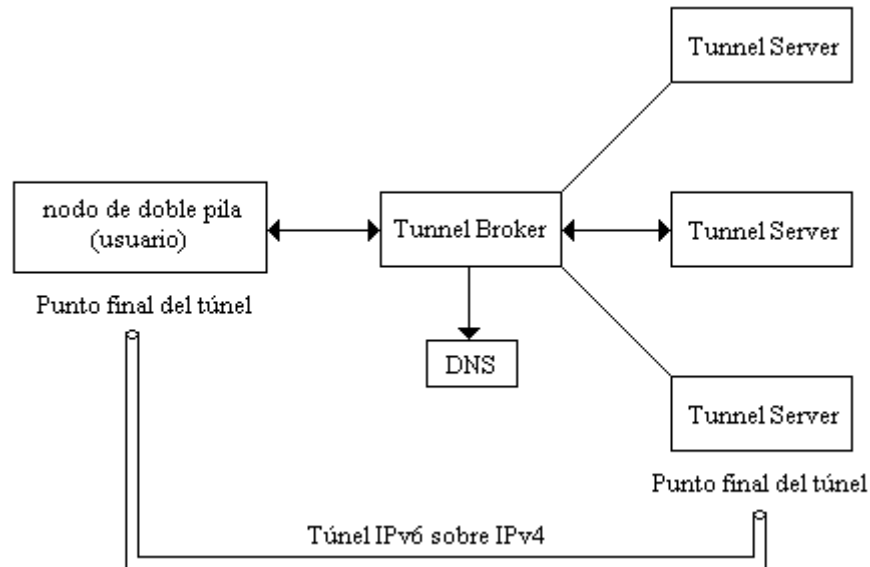 Tunnel Server
nodo de doble pila
(usuario)
Tunnel Broker
Tunnel Server
Punto final del túnel
DNS
Tunnel Server
Punto final del túnel
Túnel IPv6 sobre IPv4